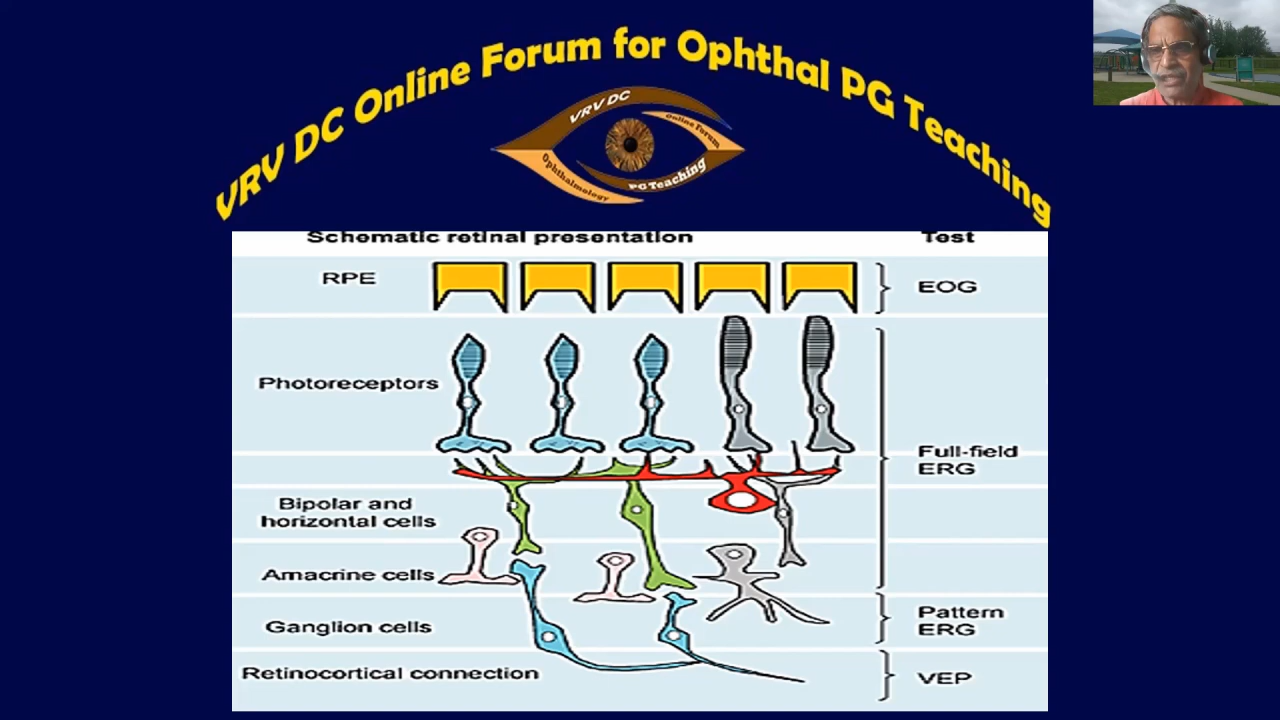 VRV DC Online Forum for Ophthal PG Teaching
VRV DC
Online Forum
Ophthalmology
PG Teaching
Schematic retinal presentation Test
RPE
EOG
Photoreceptors
Full-field
ERG
Bipolar and
horizontal cells
Amacrine cells
Ganglion cells
Pattern
ERG
Retinocortical connection
VEP